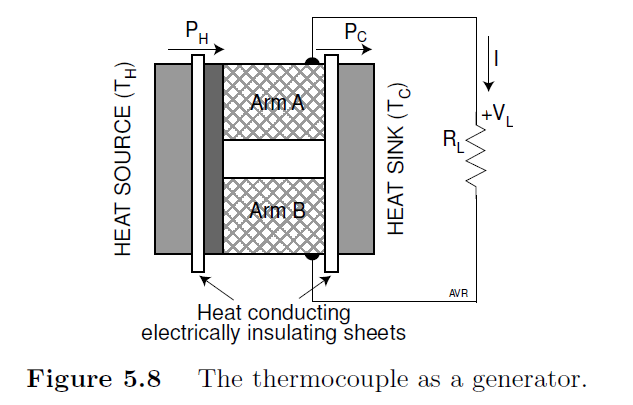 P_H
P_C
HEAT SOURCE (T_H)
Arm A
Arm B
HEAT SINK (T_C)
I
+V_L
R_L
AVR
Heat conducting
electrically insulating sheets
Figure 5.8 The thermocouple as a generator.